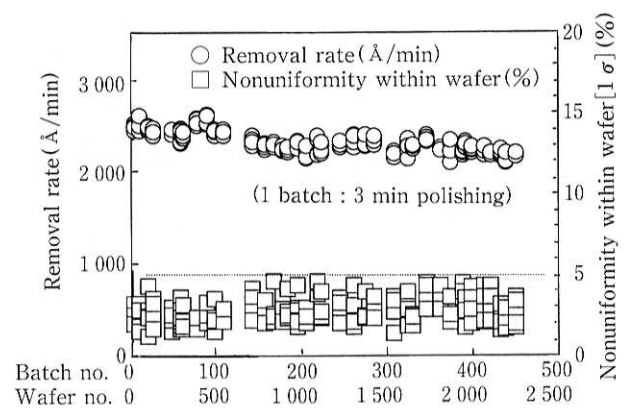 ○ Removal rate(Å/min)
□ Nonuniformity within wafer(%)
(1 batch : 3 min polishing)
Removal rate(Å/min)
3 000
2 000
1 000
0
Nonuniformity within wafer[1 σ](%)
20
15
10
5
0
Batch no. 0 100 200 300 400 500
Wafer no. 0 500 1 000 1 500 2 000 2 500